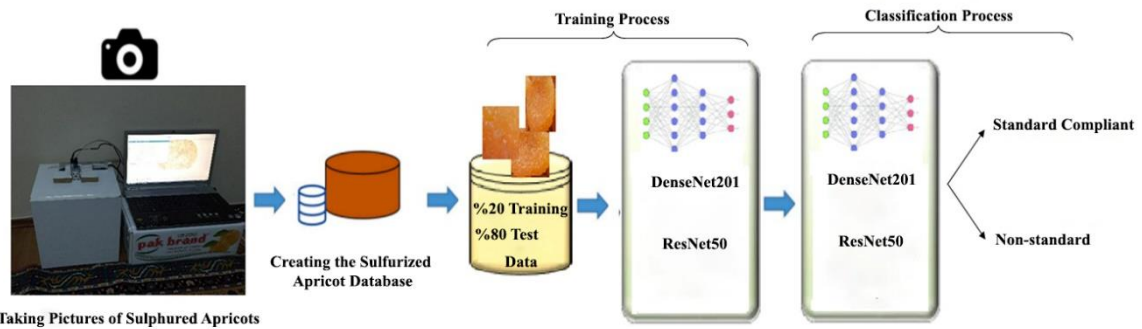 Training Process
Classification Process
pak brand
Taking Pictures of Sulphured Apricots
Creating the Sulfurized
Apricot Database
%20 Training
%80 Test
Data
DenseNet201
ResNet50
DenseNet201
ResNet50
Standard Compliant
Non-standard